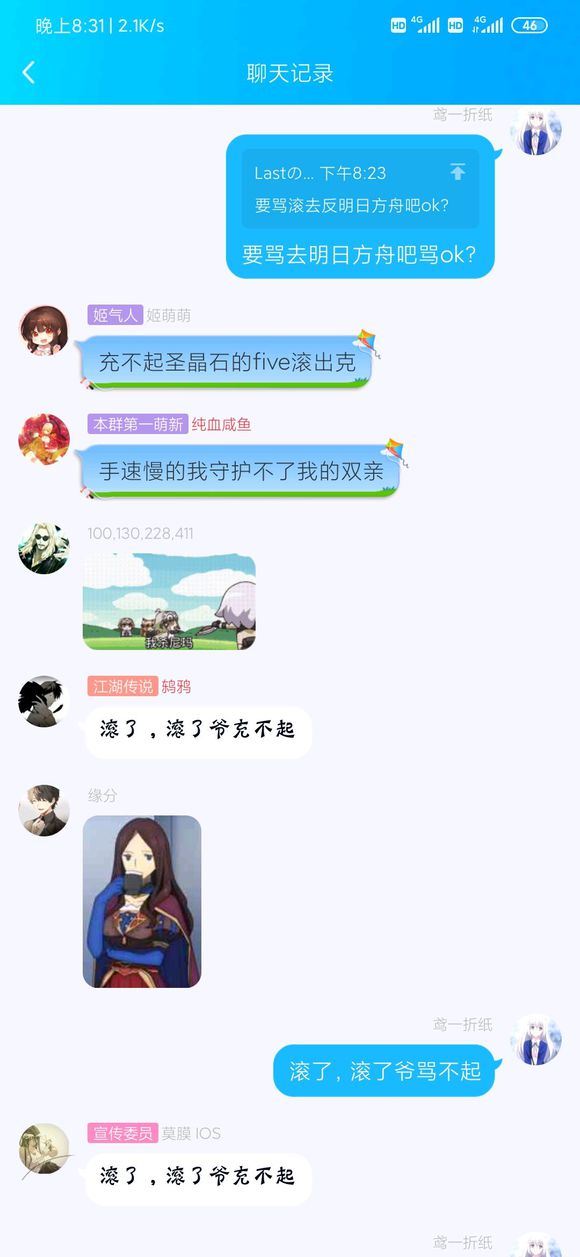 晚上8:31 | 2.1K/s HD 4G HD 4G 46
聊天记录
鸢一折纸
Lastの... 下午8:23
要骂滚去反明日方舟吧ok?
要骂去明日方舟吧骂ok?
姬气人 姬萌萌
充不起圣晶石的five滚出克
本群第一萌新 纯血咸鱼
手速慢的我守护不了我的双亲
100,130,228,411
我杀尼玛
江湖传说 鸫鸦
滚了，滚了爷充不起
缘分
鸢一折纸
滚了, 滚了爷骂不起
宣传委员 莫膜 IOS
滚了，滚了爷充不起
鸢一折纸